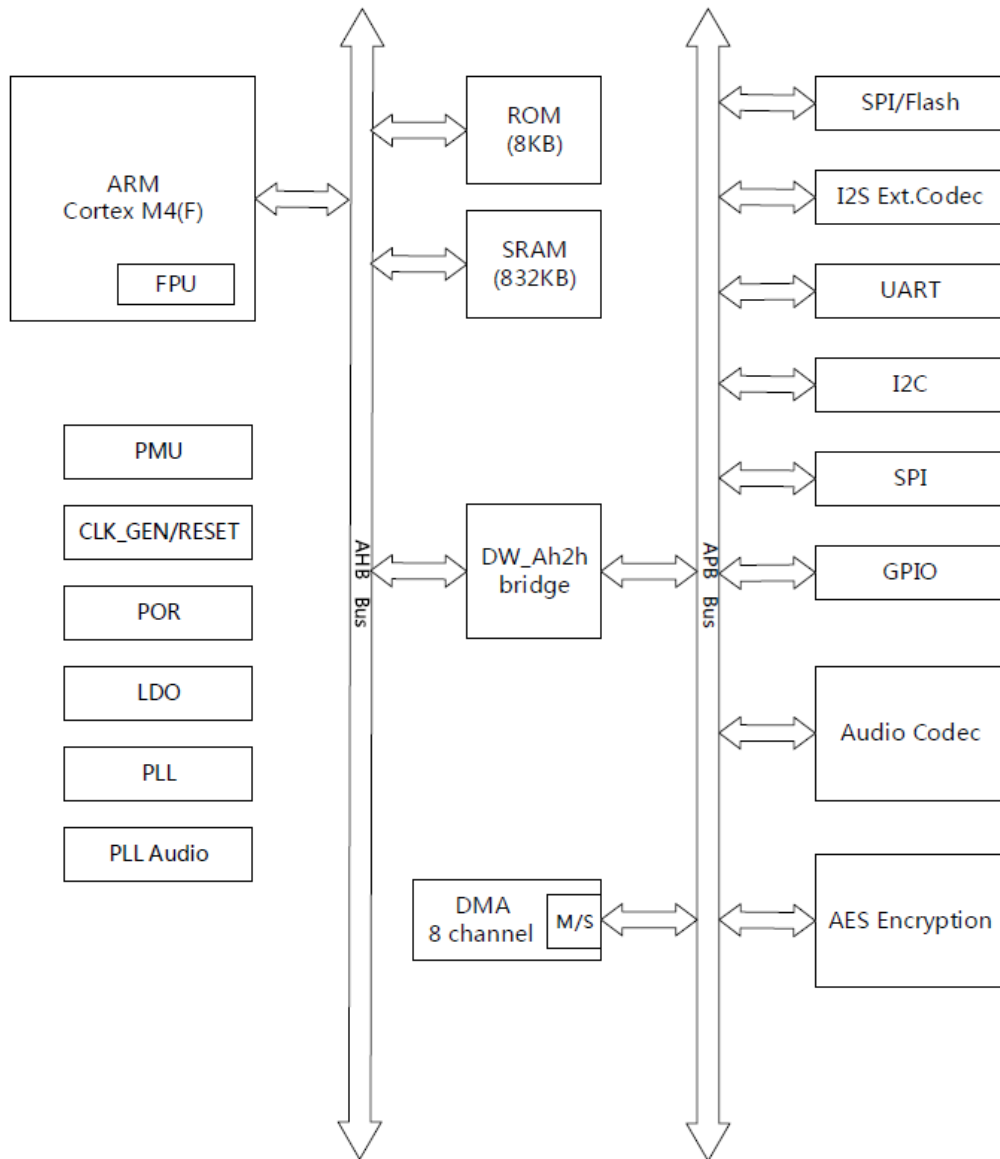 ARM
Cortex M4(F)
FPU
PMU
CLK_GEN/RESET
POR
LDO
PLL
PLL Audio
AHB Bus
ROM
(8KB)
SRAM
(832KB)
DW_Ah2h
bridge
DMA
8 channel
M/S
APB Bus
SPI/Flash
I2S Ext.Codec
UART
I2C
SPI
GPIO
Audio Codec
AES Encryption